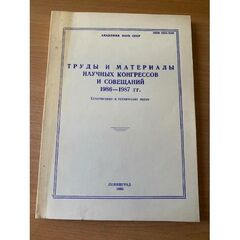 АКАДЕМИЯ НАУК СССР
ТРУДЫ И МАТЕРИАЛЫ
НАУЧНЫХ КОНГРЕССОВ
И СОВЕЩАНИЙ
1986—1987 гг.
Естественные и технические науки
ЛЕНИНГРАД